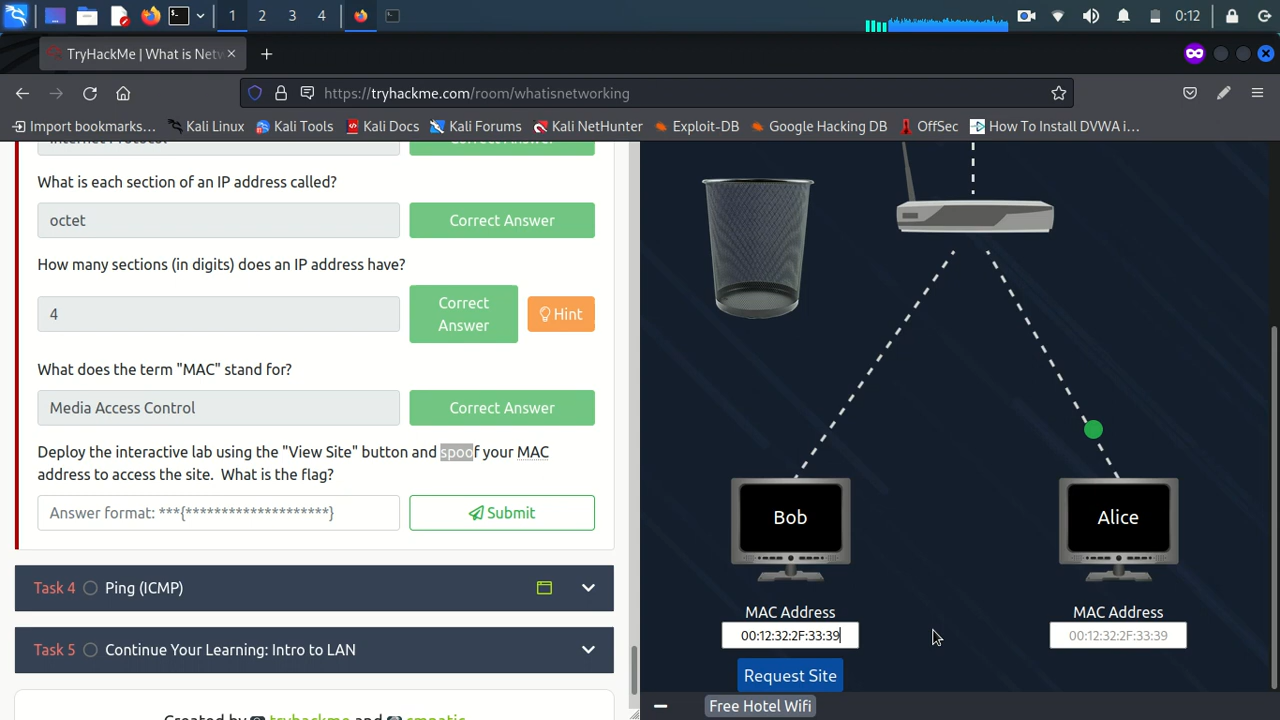 1 2 3 4
0:12
TryHackMe | What is Netw
https://tryhackme.com/room/whatisnetworking
Import bookmarks... Kali Linux Kali Tools Kali Docs Kali Forums Kali NetHunter Exploit-DB Google Hacking DB OffSec How To Install DVWA i...
What is each section of an IP address called?
octet
Correct Answer
How many sections (in digits) does an IP address have?
4
Correct
Answer
Hint
What does the term "MAC" stand for?
Media Access Control
Correct Answer
Deploy the interactive lab using the "View Site" button and spoof your MAC
address to access the site. What is the flag?
Answer format: ***{********************}
Submit
Task 4 Ping (ICMP)
Task 5 Continue Your Learning: Intro to LAN
Created by tryhackme and cmnatic
Bob
Alice
MAC Address
00:12:32:2F:33:39
Request Site
MAC Address
00:12:32:2F:33:39
Free Hotel Wifi